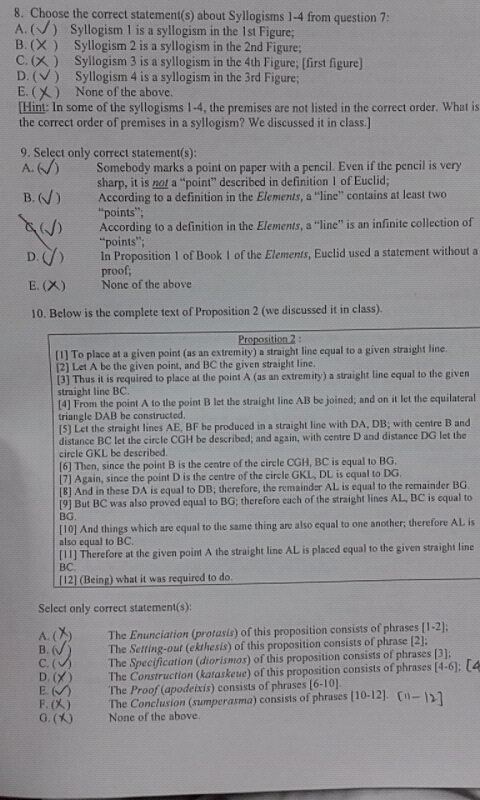 8. Choose the correct statement(s) about Syllogisms 1-4 from question 7:
A. (✓) Syllogism 1 is a syllogism in the 1st Figure;
B. (X) Syllogism 2 is a syllogism in the 2nd Figure;
C. (X) Syllogism 3 is a syllogism in the 4th Figure; [first figure]
D. (✓) Syllogism 4 is a syllogism in the 3rd Figure;
E. (X) None of the above.
[Hint: In some of the syllogisms 1-4, the premises are not listed in the correct order. What is
the correct order of premises in a syllogism? We discussed it in class.]
9. Select only correct statement(s):
A. (✓) Somebody marks a point on paper with a pencil. Even if the pencil is very
sharp, it is not a “point” described in definition 1 of Euclid;
B. (✓) According to a definition in the Elements, a “line” contains at least two
“points”;
C. (✓) According to a definition in the Elements, a “line” is an infinite collection of
“points”;
D. (✓) In Proposition 1 of Book 1 of the Elements, Euclid used a statement without a
proof;
E. (X) None of the above
10. Below is the complete text of Proposition 2 (we discussed it in class).
Proposition 2 :
[1] To place at a given point (as an extremity) a straight line equal to a given straight line.
[2] Let A be the given point, and BC the given straight line.
[3] Thus it is required to place at the point A (as an extremity) a straight line equal to the given
straight line BC.
[4] From the point A to the point B let the straight line AB be joined; and on it let the equilateral
triangle DAB be constructed.
[5] Let the straight lines AE, BF be produced in a straight line with DA, DB; with centre B and
distance BC let the circle CGH be described; and again, with centre D and distance DG let the
circle GKL be described.
[6] Then, since the point B is the centre of the circle CGH, BC is equal to BG.
[7] Again, since the point D is the centre of the circle GKL, DL is equal to DG.
[8] And in these DA is equal to DB; therefore, the remainder AL is equal to the remainder BG.
[9] But BC was also proved equal to BG; therefore each of the straight lines AL, BC is equal to
BG.
[10] And things which are equal to the same thing are also equal to one another; therefore AL is
also equal to BC.
[11] Therefore at the given point A the straight line AL is placed equal to the given straight line
BC.
[12] (Being) what it was required to do.
Select only correct statement(s):
A. (X) The Enunciation (protasis) of this proposition consists of phrases [1-2];
B. (✓) The Setting-out (ekthesis) of this proposition consists of phrase [2];
C. (✓) The Specification (diorismos) of this proposition consists of phrases [3];
D. (X) The Construction (kataskeue) of this proposition consists of phrases [4-6]; [4
E. (✓) The Proof (apodeixis) consists of phrases [6-10].
F. (X) The Conclusion (sumperasma) consists of phrases [10-12]. [11-12]
G. (X) None of the above.